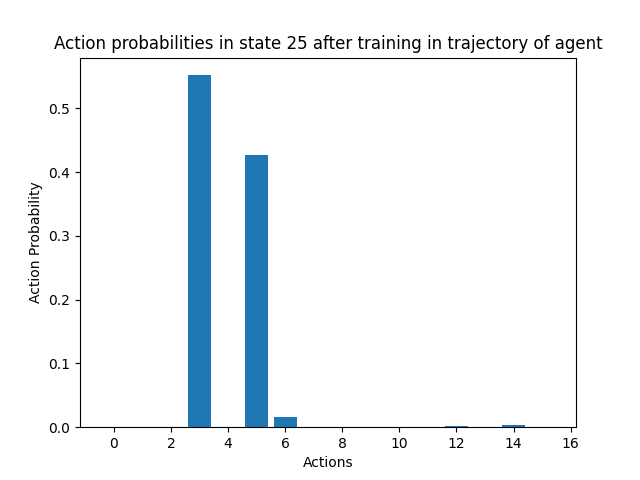 Action probabilities in state 25 after training in trajectory of agent
Action Probability
0.5
0.4
0.3
0.2
0.1
0.0
0 2 4 6 8 10 12 14 16
Actions